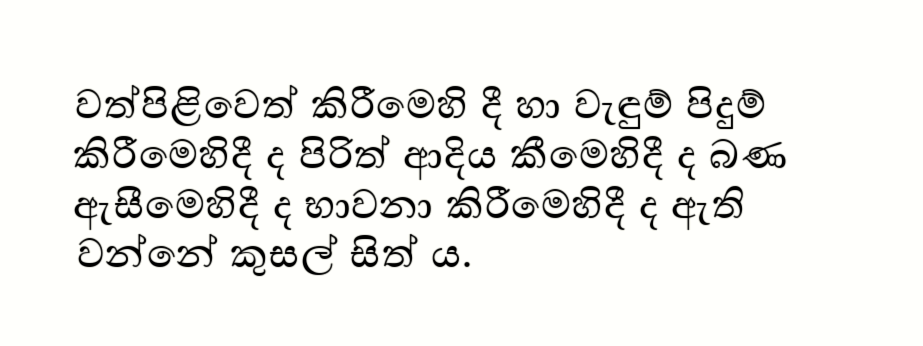 වත්පිළිවෙත් කිරීමෙහි දී හා වැඳුම් පිදුම්
කිරීමෙහිදී ද පිරිත් ආදිය කීමෙහිදී ද බණ
ඇසීමෙහිදී ද භාවනා කිරීමෙහිදී ද ඇති
වන්නේ කුසල් සිත් ය.